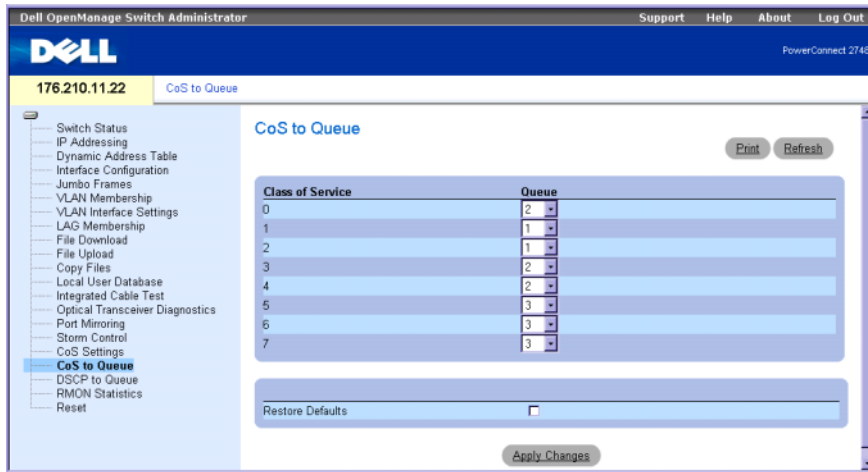 Dell OpenManage Switch Administrator
Support Help About Log Out
DELL
PowerConnect 2748
176.210.11.22
CoS to Queue
Switch Status
IP Addressing
Dynamic Address Table
Interface Configuration
Jumbo Frames
VLAN Membership
VLAN Interface Settings
LAG Membership
File Download
File Upload
Copy Files
Local User Database
Integrated Cable Test
Optical Transceiver Diagnostics
Port Mirroring
Storm Control
CoS Settings
CoS to Queue
DSCP to Queue
RMON Statistics
Reset
CoS to Queue
Print Refresh
Class of Service Queue
0 2
1 1
2 1
3 2
4 2
5 3
6 3
7 3
Restore Defaults
Apply Changes